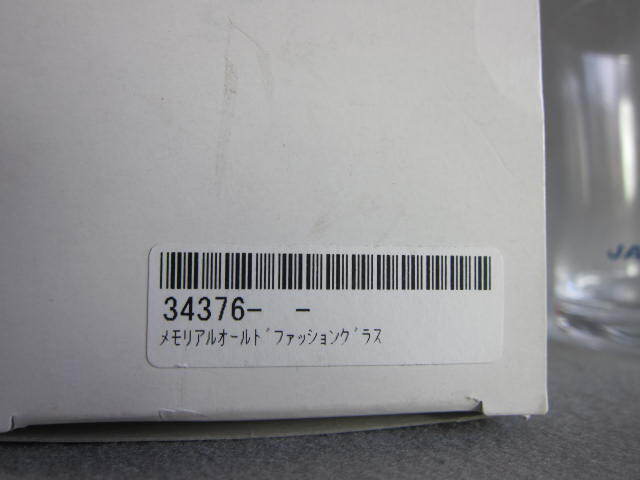 34376-   -
ﾒﾓﾘｱﾙｵｰﾙﾄﾞﾌｧｯｼｮﾝｸﾞﾗｽ
JA